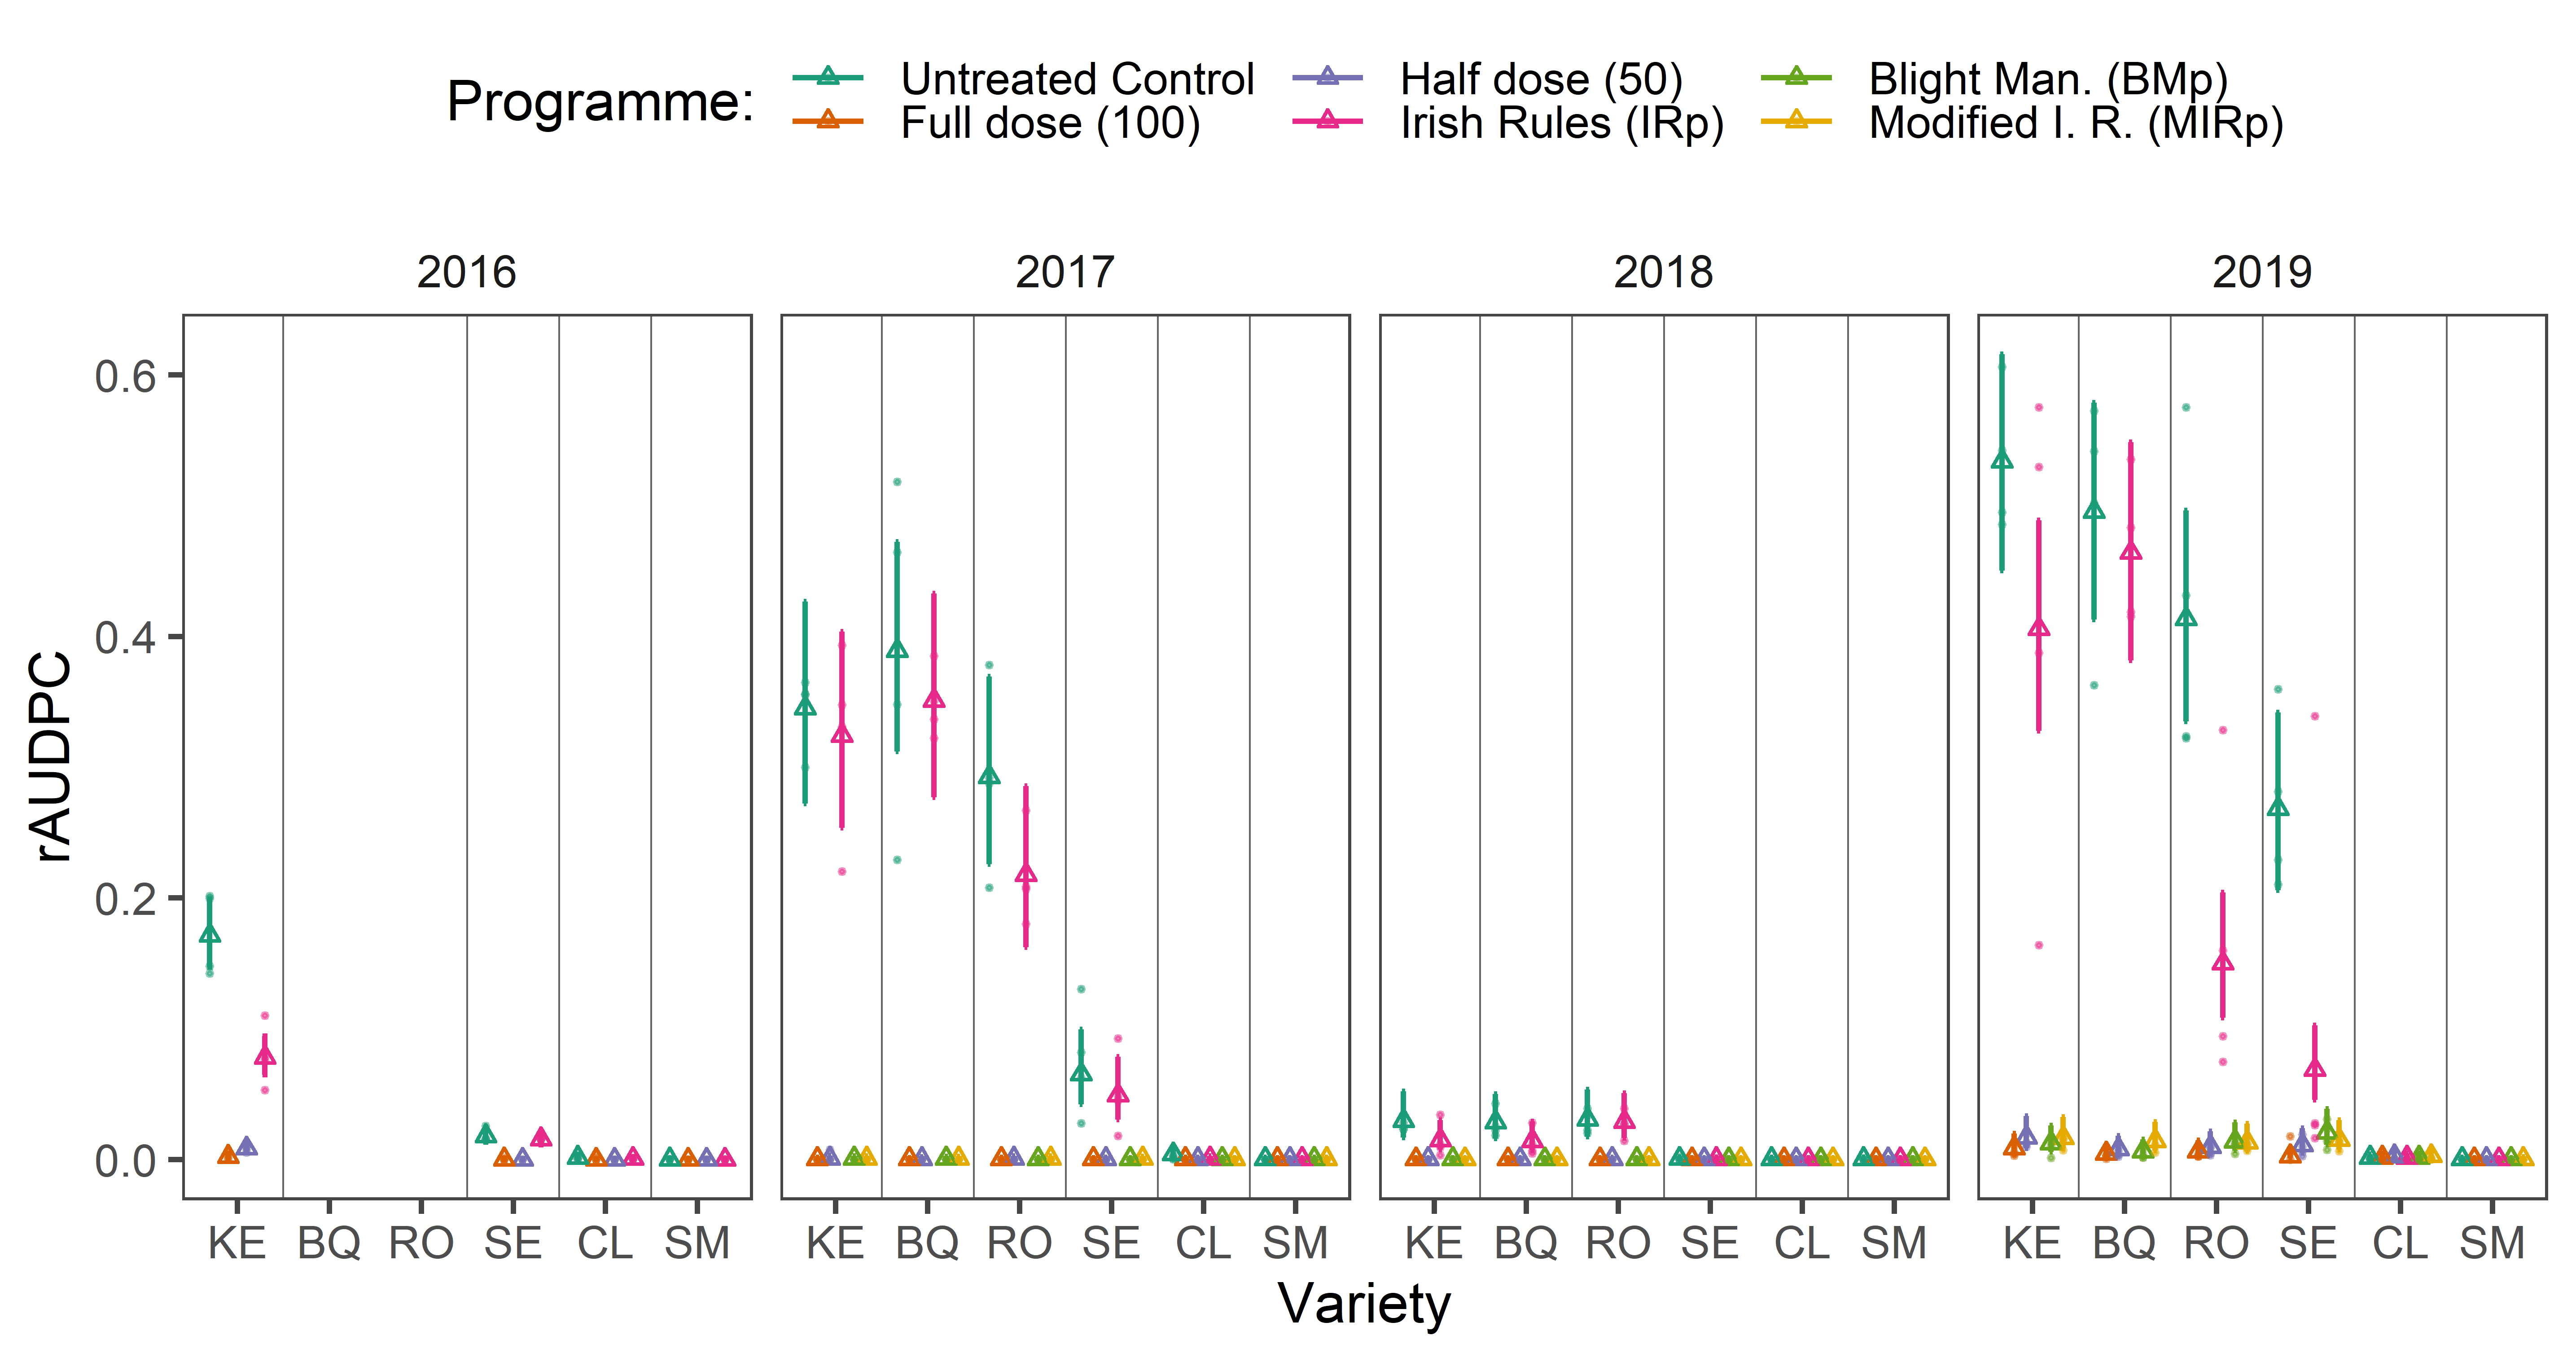 Programme:
Untreated Control
Half dose (50)
Blight Man. (BMp)
Full dose (100)
Irish Rules (IRp)
Modified I. R. (MIRp)
2016
2017
2018
2019
rAUDPC
0.6
0.4
0.2
0.0
KE BQ RO SE CL SM
KE BQ RO SE CL SM
KE BQ RO SE CL SM
KE BQ RO SE CL SM
Variety